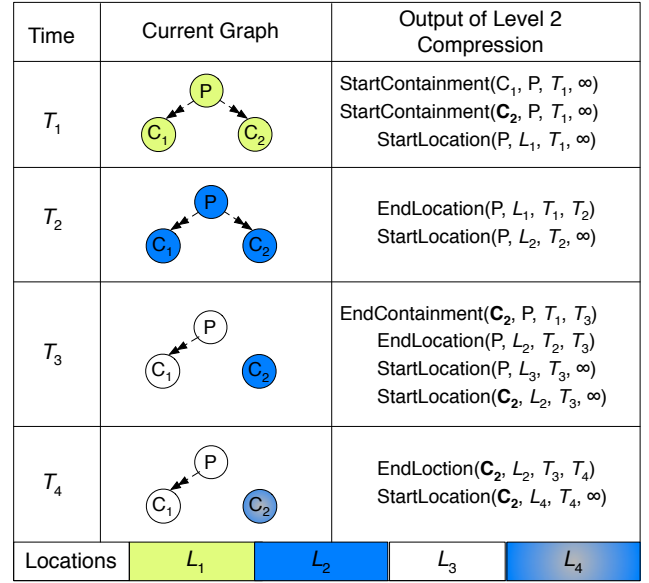 Time Current Graph Output of Level 2
Compression
T1
P
C1 C2
StartContainment(C1, P, T1, ∞)
StartContainment(C2, P, T1, ∞)
StartLocation(P, L1, T1, ∞)
T2
P
C1 C2
EndLocation(P, L1, T1, T2)
StartLocation(P, L2, T2, ∞)
T3
P
C1 C2
EndContainment(C2, P, T1, T3)
EndLocation(P, L2, T2, T3)
StartLocation(P, L3, T3, ∞)
StartLocation(C2, L2, T3, ∞)
T4
P
C1 C2
EndLoction(C2, L2, T3, T4)
StartLocation(C2, L4, T4, ∞)
Locations L1 L2 L3 L4